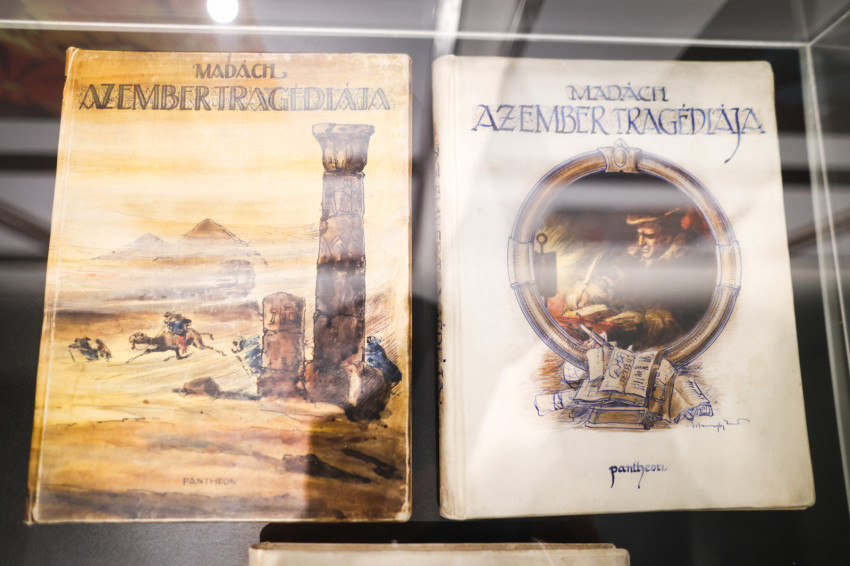 MADÁCH
AZ EMBER TRAGÉDIÁJA
PANTHEON
MADÁCH
AZ EMBER TRAGÉDIÁJA
pantheon